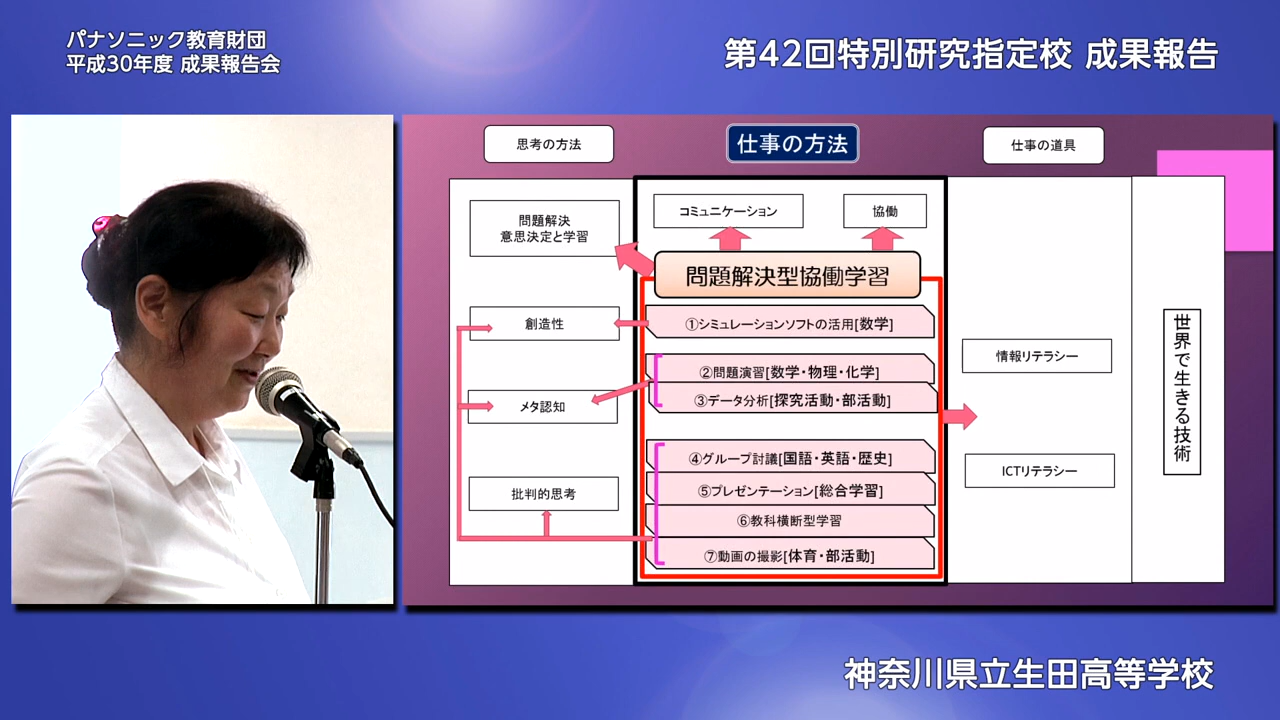 パナソニック教育財団
平成30年度 成果報告会
第42回特別研究指定校 成果報告
思考の方法
仕事の方法
仕事の道具
問題解決
意思決定と学習
コミュニケーション
協働
問題解決型協働学習
創造性
①シミュレーションソフトの活用[数学]
②問題演習[数学・物理・化学]
メタ認知
③データ分析[探究活動・部活動]
④グループ討議[国語・英語・歴史]
批判的思考
⑤プレゼンテーション[総合学習]
⑥教科横断型学習
⑦動画の撮影[体育・部活動]
情報リテラシー
ICTリテラシー
世界で生きる技術
神奈川県立生田高等学校